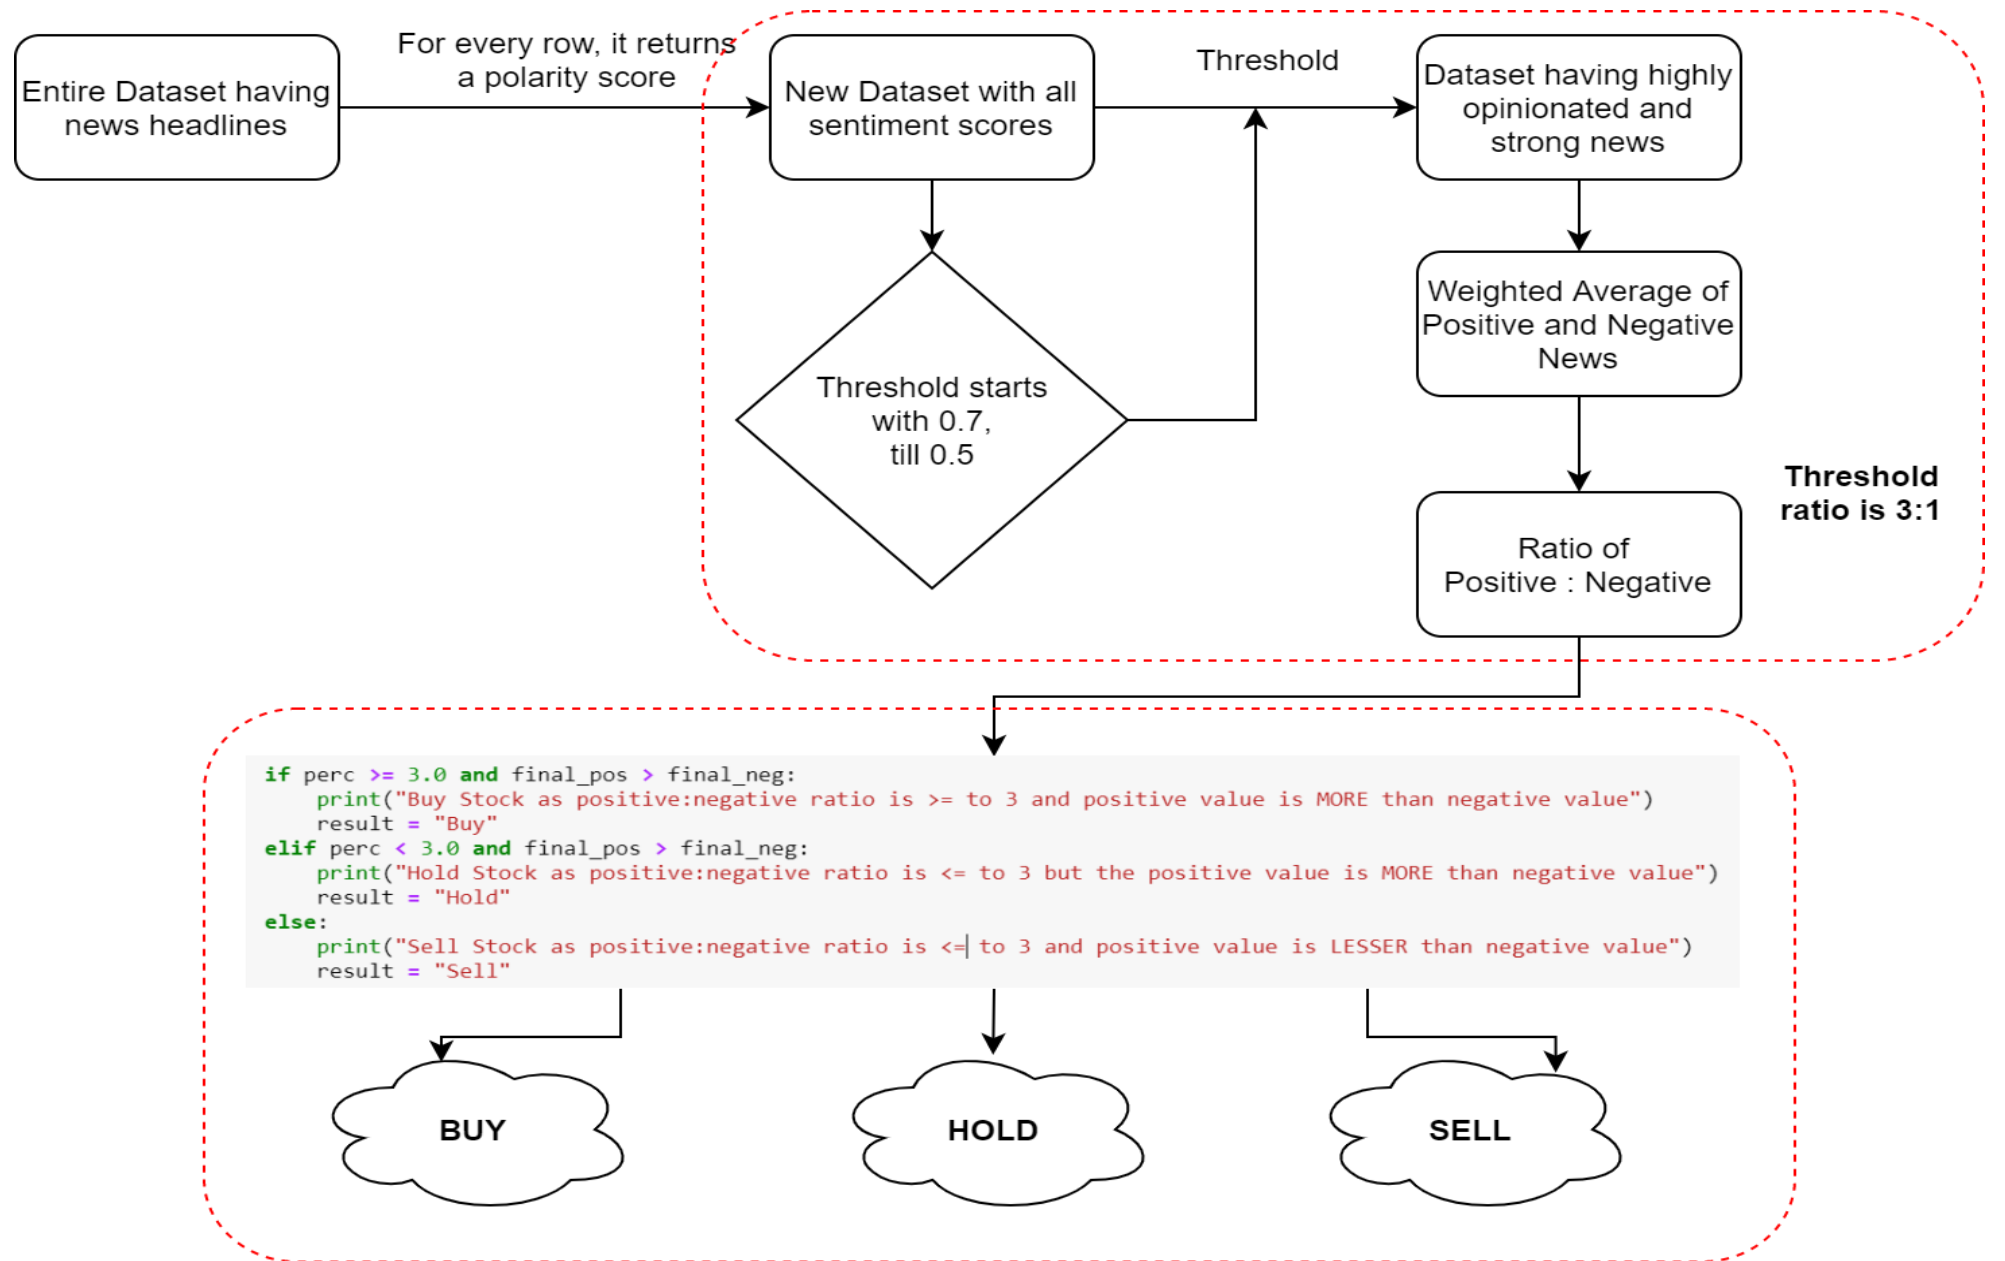 Entire Dataset having
news headlines
For every row, it returns
a polarity score
New Dataset with all
sentiment scores
Threshold
Dataset having highly
opinionated and
strong news
Threshold starts
with 0.7,
till 0.5
Weighted Average of
Positive and Negative
News
Threshold
ratio is 3:1
Ratio of
Positive : Negative
if perc >= 3.0 and final_pos > final_neg:
    print("Buy Stock as positive:negative ratio is >= to 3 and positive value is MORE than negative value")
    result = "Buy"
elif perc < 3.0 and final_pos > final_neg:
    print("Hold Stock as positive:negative ratio is <= to 3 but the positive value is MORE than negative value")
    result = "Hold"
else:
    print("Sell Stock as positive:negative ratio is <= to 3 and positive value is LESSER than negative value")
    result = "Sell"
BUY
HOLD
SELL